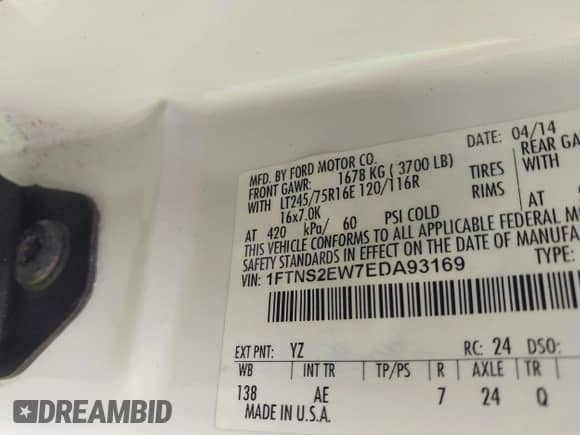 MFD. BY FORD MOTOR CO.
DATE: 04/14
FRONT GAWR: 1678 KG ( 3700 LB)
REAR GAWR
WITH LT245/75R16E 120/116R TIRES WITH
16x7.0K RIMS
AT 420 kPa/ 60 PSI COLD AT
THIS VEHICLE CONFORMS TO ALL APPLICABLE FEDERAL
SAFETY STANDARDS IN EFFECT ON THE DATE OF MANUFA
VIN: 1FTNS2EW7EDA93169 TYPE:
EXT PNT: YZ RC: 24 DSO:
WB INT TR TP/PS R AXLE TR
138 AE 7 24 Q
MADE IN U.S.A.
DREAMBID